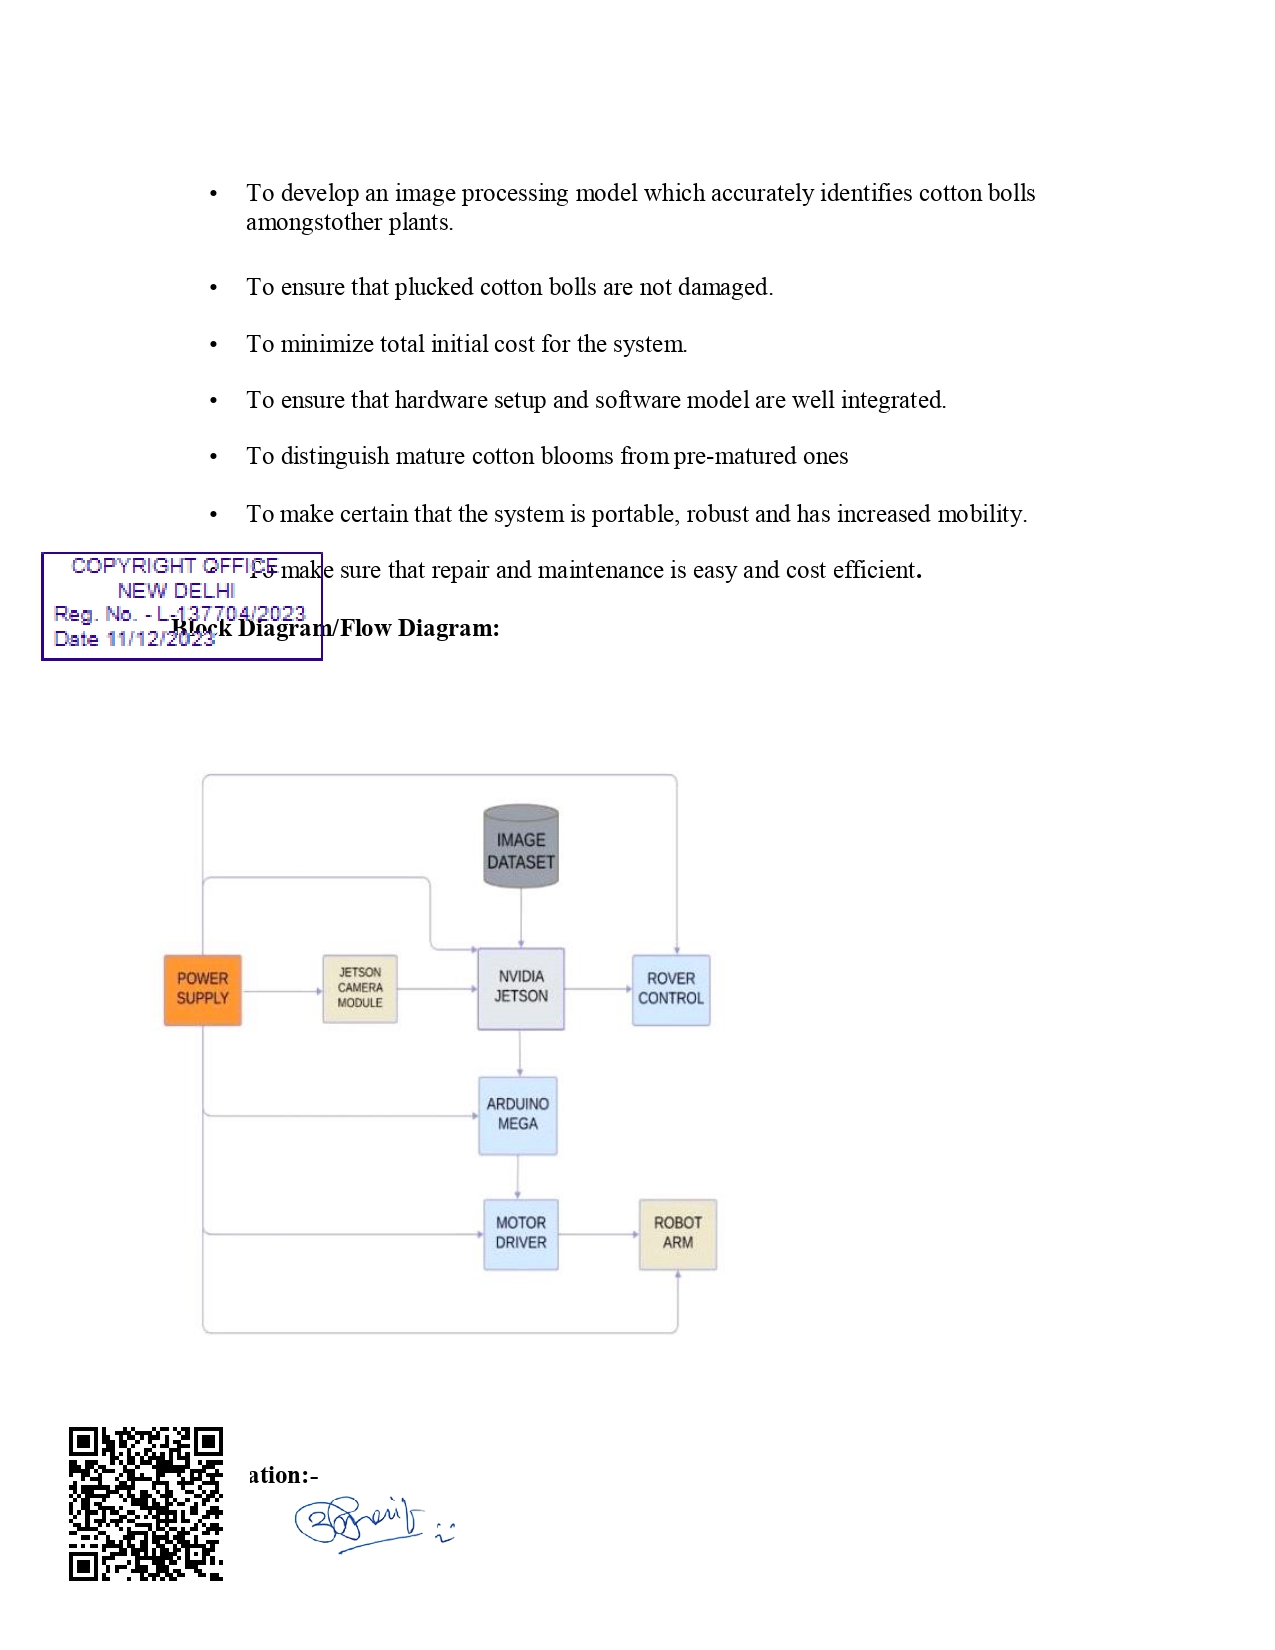 • To develop an image processing model which accurately identifies cotton bolls
amongstother plants.
• To ensure that plucked cotton bolls are not damaged.
• To minimize total initial cost for the system.
• To ensure that hardware setup and software model are well integrated.
• To distinguish mature cotton blooms from pre-matured ones
• To make certain that the system is portable, robust and has increased mobility.
• To make sure that repair and maintenance is easy and cost efficient.
COPYRIGHT OFFICE
NEW DELHI
Reg. No. - L-137704/2023
Date 11/12/2023
Block Diagram/Flow Diagram:
IMAGE
DATASET
POWER
SUPPLY
JETSON
CAMERA
MODULE
NVIDIA
JETSON
ROVER
CONTROL
ARDUINO
MEGA
MOTOR
DRIVER
ROBOT
ARM
ation:-